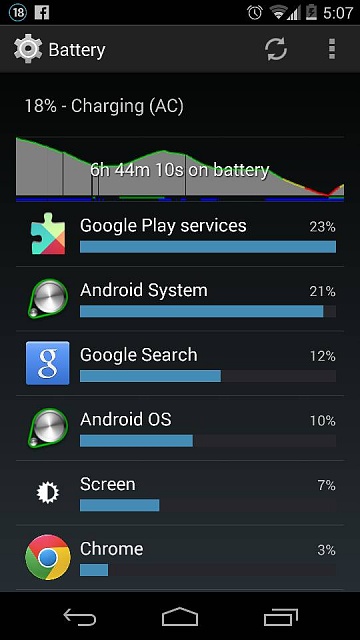 18 5:07
Battery
18% - Charging (AC)
6h 44m 10s on battery
Google Play services 23%
Android System 21%
g Google Search 12%
Android OS 10%
Screen 7%
Chrome 3%